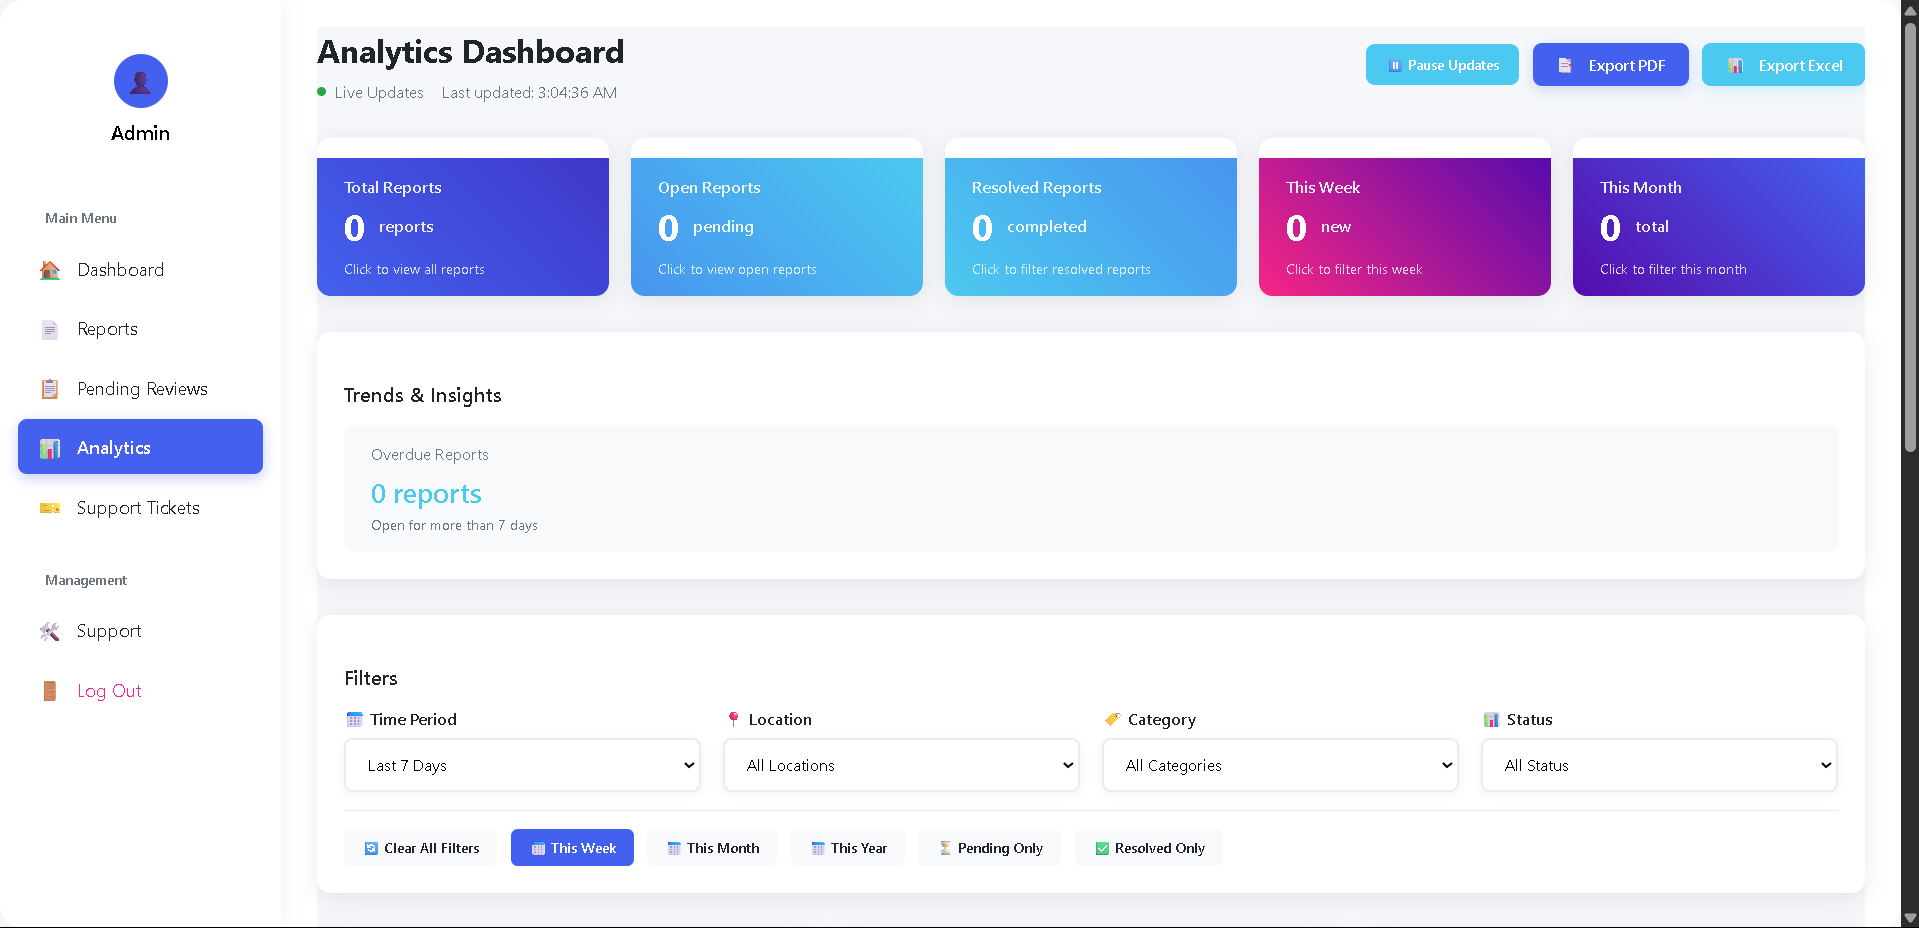 Admin
Main Menu
Dashboard
Reports
Pending Reviews
Analytics
Support Tickets
Management
Support
Log Out
Analytics Dashboard
Live Updates Last updated: 3:04:36 AM
Pause Updates
Export PDF
Export Excel
Total Reports
0 reports
Click to view all reports
Open Reports
0 pending
Click to view open reports
Resolved Reports
0 completed
Click to filter resolved reports
This Week
0 new
Click to filter this week
This Month
0 total
Click to filter this month
Trends & Insights
Overdue Reports
0 reports
Open for more than 7 days
Filters
Time Period
Last 7 Days
Location
All Locations
Category
All Categories
Status
All Status
Clear All Filters
This Week
This Month
This Year
Pending Only
Resolved Only